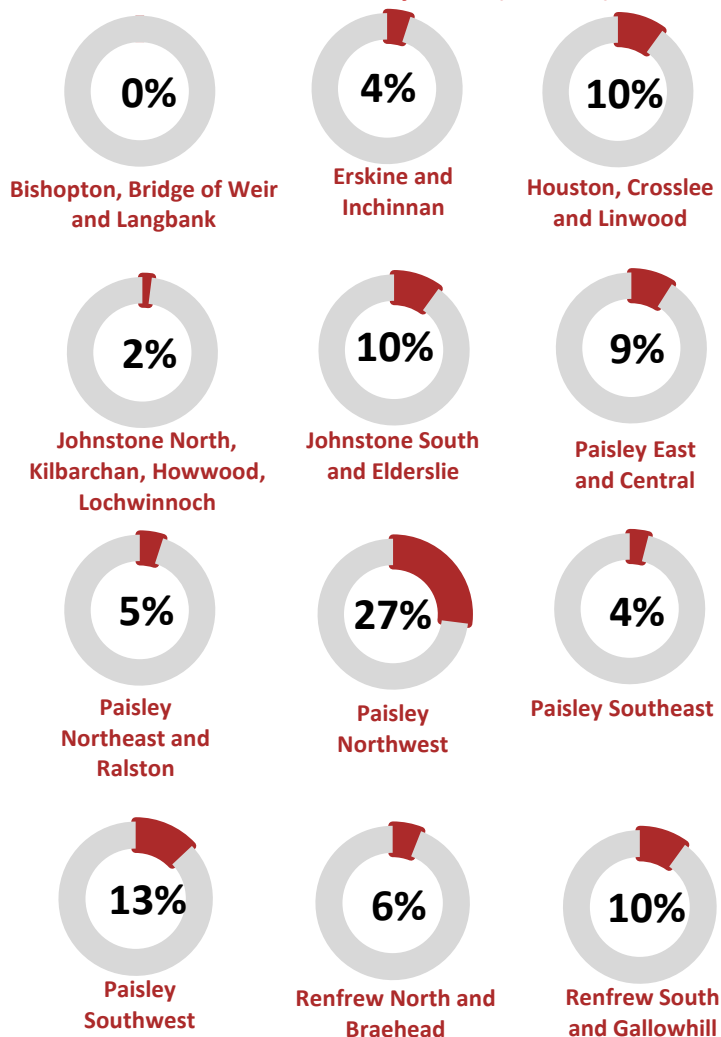 0%
Bishopton, Bridge of Weir
and Langbank
4%
Erskine and
Inchinnan
10%
Houston, Crosslee
and Linwood
2%
Johnstone North,
Kilbarchan, Howwood,
Lochwinnoch
10%
Johnstone South
and Elderslie
9%
Paisley East
and Central
5%
Paisley
Northeast and
Ralston
27%
Paisley
Northwest
4%
Paisley Southeast
13%
Paisley
Southwest
6%
Renfrew North and
Braehead
10%
Renfrew South
and Gallowhill